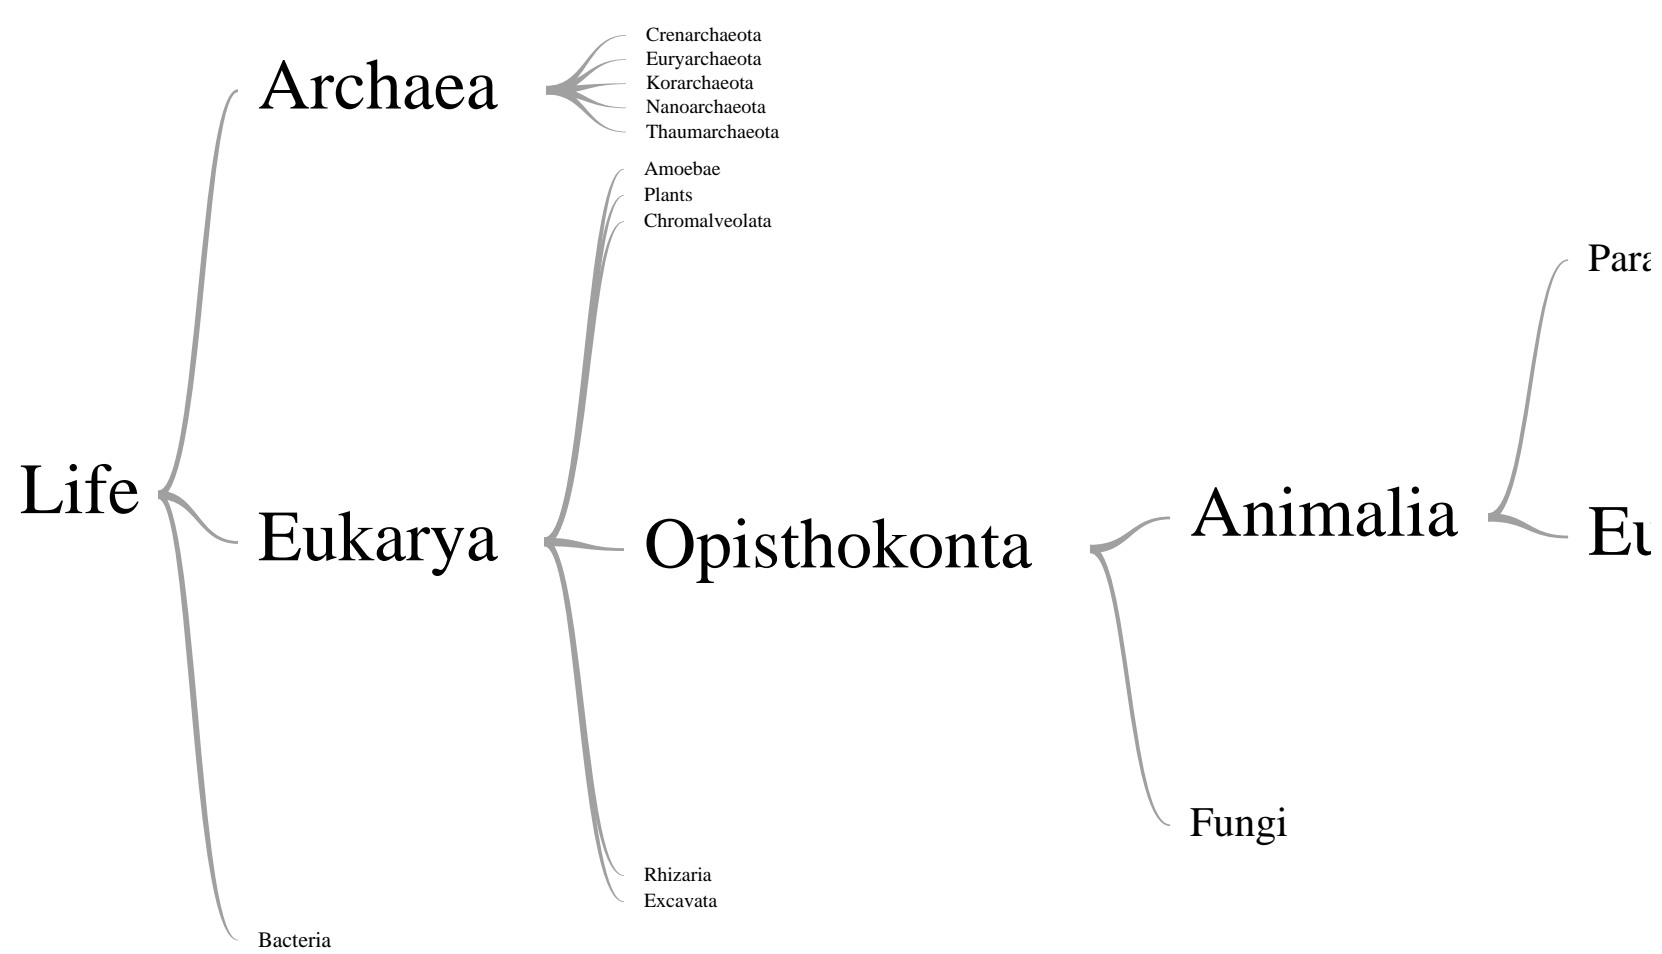 Crenarchaeota
Euryarchaeota
Archaea
Korarchaeota
Nanoarchaeota
Thaumarchaeota
Amoebae
Plants
Chromalveolata
Life
Eukarya
Opisthokonta
Animalia
Fungi
Rhizaria
Excavata
Bacteria